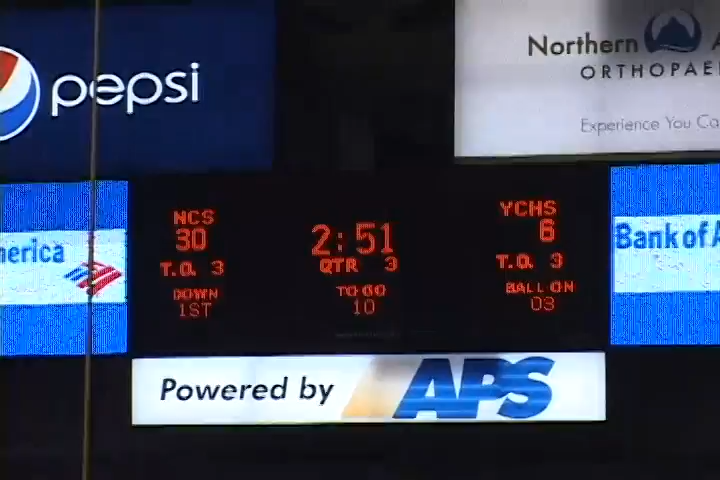 pepsi
Northern
ORTHOPAE
Experience You Ca
NCS
30
T.O. 3
DOWN
1ST
2:51
QTR 3
TO GO
10
YCHS
6
T.O. 3
BALL ON
03
merica
Bank of A
Powered by APS